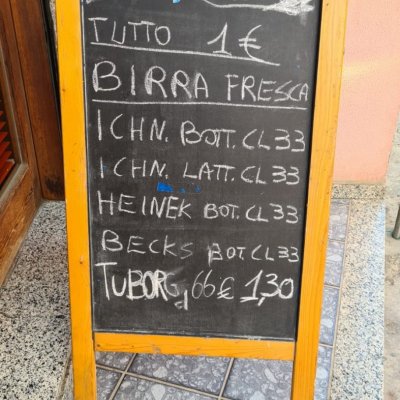 TUTTO 1 €
BIRRA FRESCA
ICHN. BOTT. CL 33
ICHN. LATT. CL 33
HEINEK BOT. CL 33
BECKS BOT CL 33
TUBORG, 66 € 1,30